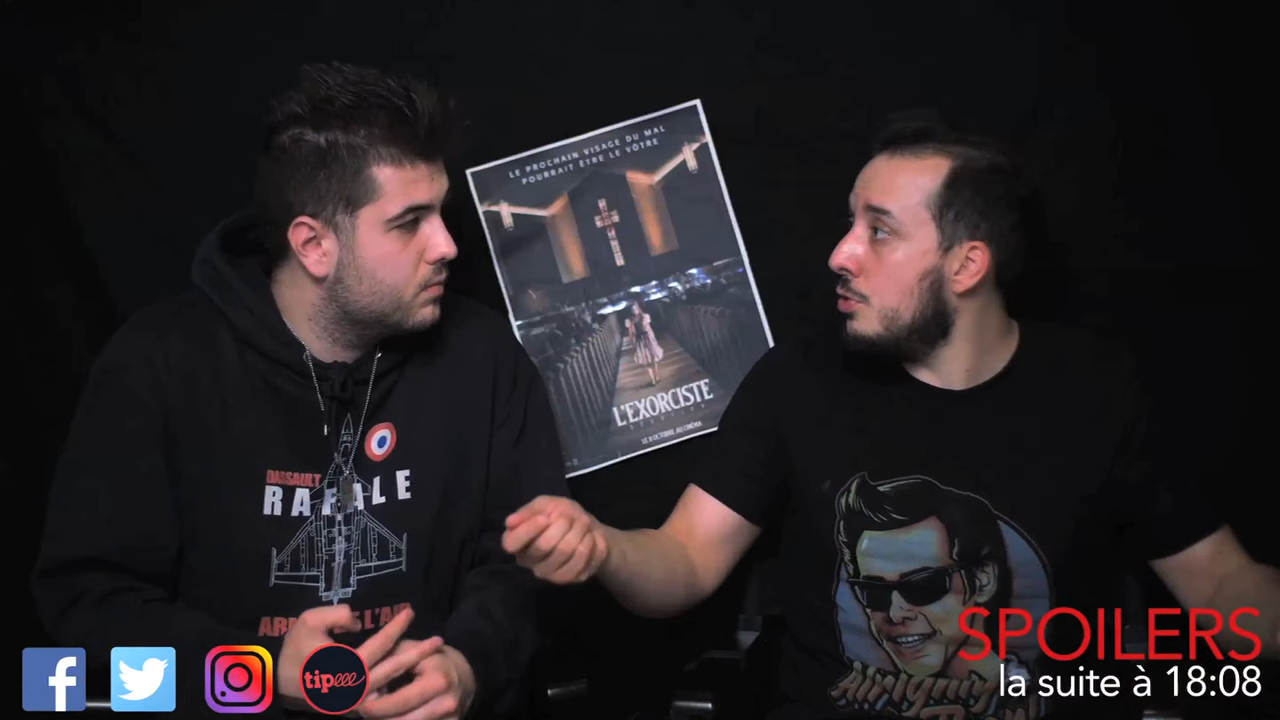 LE PROCHAIN VISAGE DU MAL
POURRAIT ÊTRE LE VÔTRE
L'EXORCISTE
LE 11 OCTOBRE AU CINÉMA
DASSAULT
RAFALE
tipeee
SPOILERS
la suite à 18:08